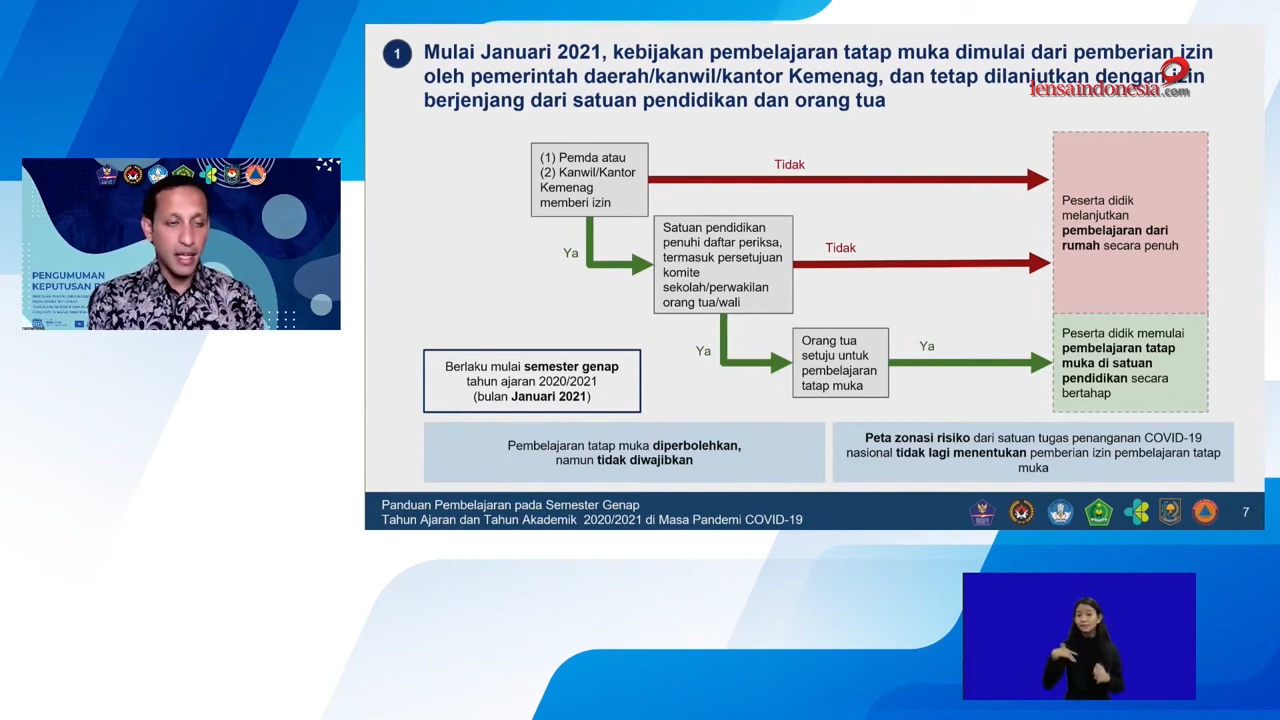 1
Mulai Januari 2021, kebijakan pembelajaran tatap muka dimulai dari pemberian izin
oleh pemerintah daerah/kanwil/kantor Kemenag, dan tetap dilanjutkan dengan izin
berjenjang dari satuan pendidikan dan orang tua
lensaindonesia.com
(1) Pemda atau
(2) Kanwil/Kantor
Kemenag
memberi izin
Tidak
Ya
Satuan pendidikan
penuhi daftar periksa,
termasuk persetujuan
komite
sekolah/perwakilan
orang tua/wali
Tidak
Peserta didik
melanjutkan
pembelajaran dari
rumah secara penuh
Ya
Orang tua
setuju untuk
pembelajaran
tatap muka
Ya
Peserta didik memulai
pembelajaran tatap
muka di satuan
pendidikan secara
bertahap
Berlaku mulai semester genap
tahun ajaran 2020/2021
(bulan Januari 2021)
Pembelajaran tatap muka diperbolehkan,
namun tidak diwajibkan
Peta zonasi risiko dari satuan tugas penanganan COVID-19
nasional tidak lagi menentukan pemberian izin pembelajaran tatap
muka
Panduan Pembelajaran pada Semester Genap
Tahun Ajaran dan Tahun Akademik 2020/2021 di Masa Pandemi COVID-19
7
PENGUMUMAN
KEPUTUSAN